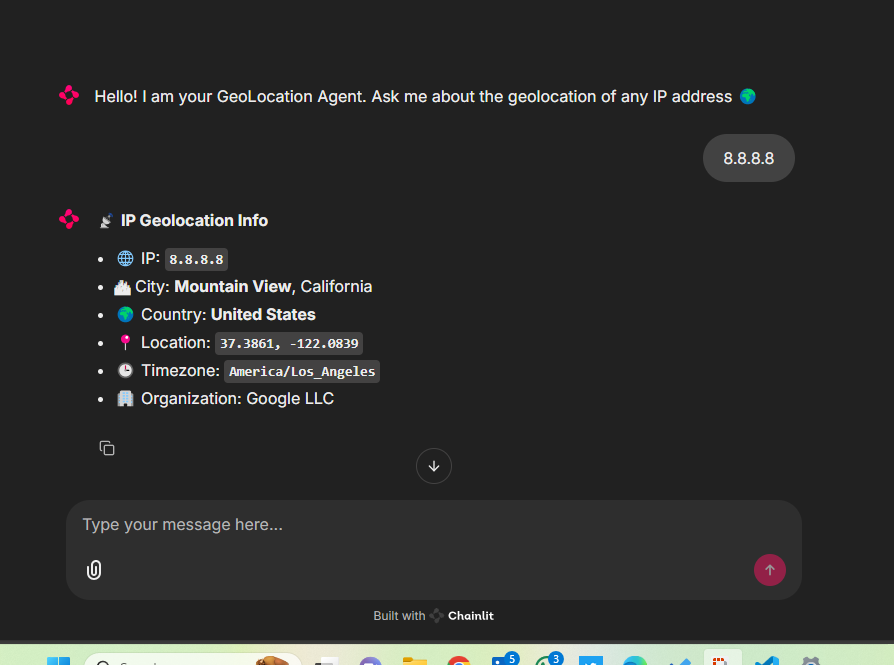 Hello! I am your GeoLocation Agent. Ask me about the geolocation of any IP address 🌍
8.8.8.8
📡 IP Geolocation Info
• 🌐 IP: 8.8.8.8
• 🏙️ City: Mountain View, California
• 🌍 Country: United States
• 📍 Location: 37.3861, -122.0839
• 🕒 Timezone: America/Los_Angeles
• 🏢 Organization: Google LLC
Type your message here...
Built with Chainlit
5
3